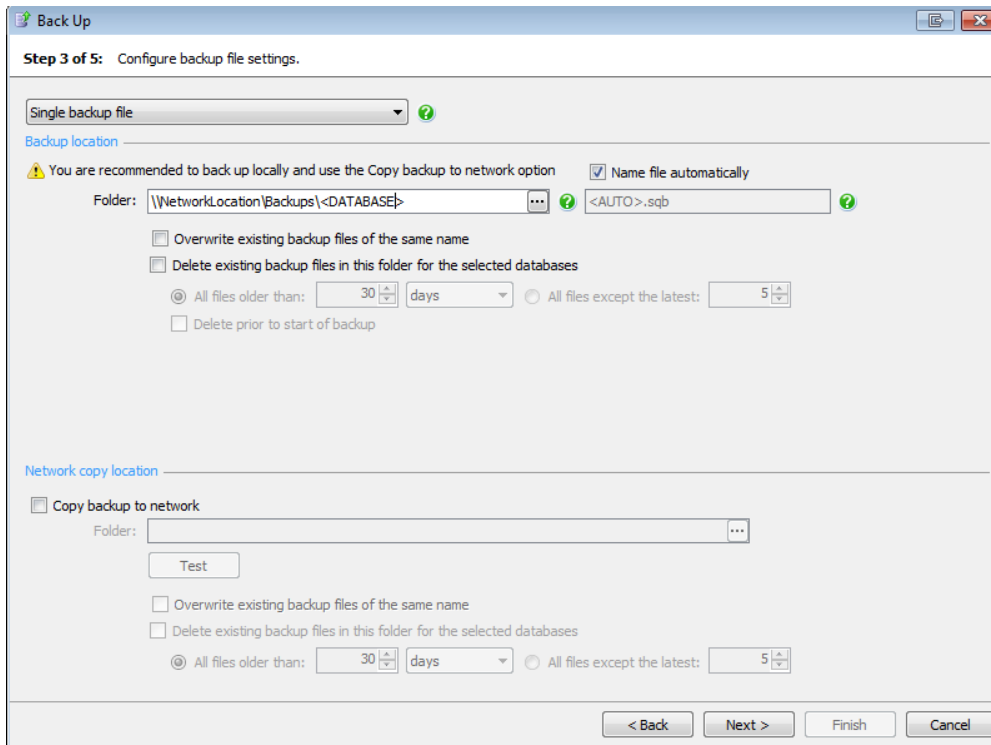 Back Up
Step 3 of 5: Configure backup file settings.
Single backup file
Backup location
You are recommended to back up locally and use the Copy backup to network option
Name file automatically
Folder: \\NetworkLocation\Backups\<DATABASE>
<AUTO>.sqb
Overwrite existing backup files of the same name
Delete existing backup files in this folder for the selected databases
All files older than: 30 days All files except the latest: 5
Delete prior to start of backup
Network copy location
Copy backup to network
Folder:
Test
Overwrite existing backup files of the same name
Delete existing backup files in this folder for the selected databases
All files older than: 30 days All files except the latest: 5
< Back Next > Finish Cancel